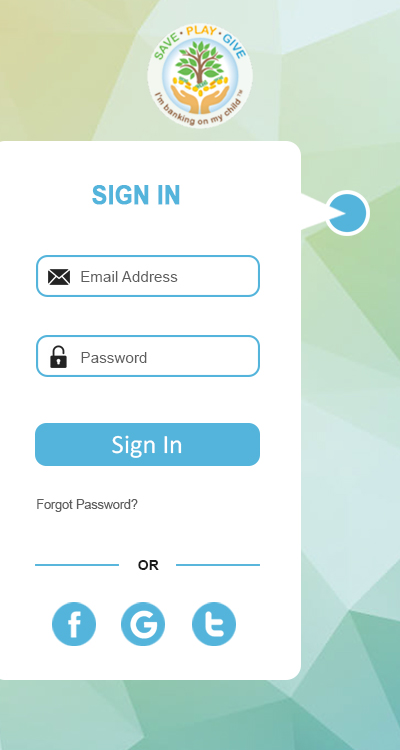 SAVE • PLAY • GIVE
I'm banking on my child™
SIGN IN
Email Address
Password
Sign In
Forgot Password?
OR
f
G
t